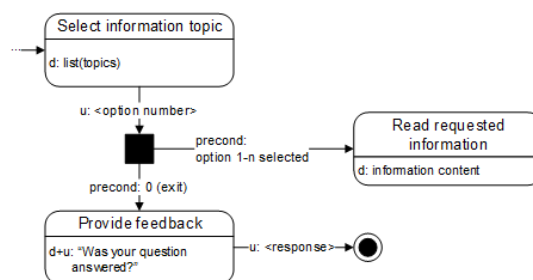 Select information topic
d: list(topics)
u: <option number>
precond:
option 1-n selected
Read requested
information
d: information content
precond: 0 (exit)
Provide feedback
d+u: “Was your question
answered?”
u: <response>